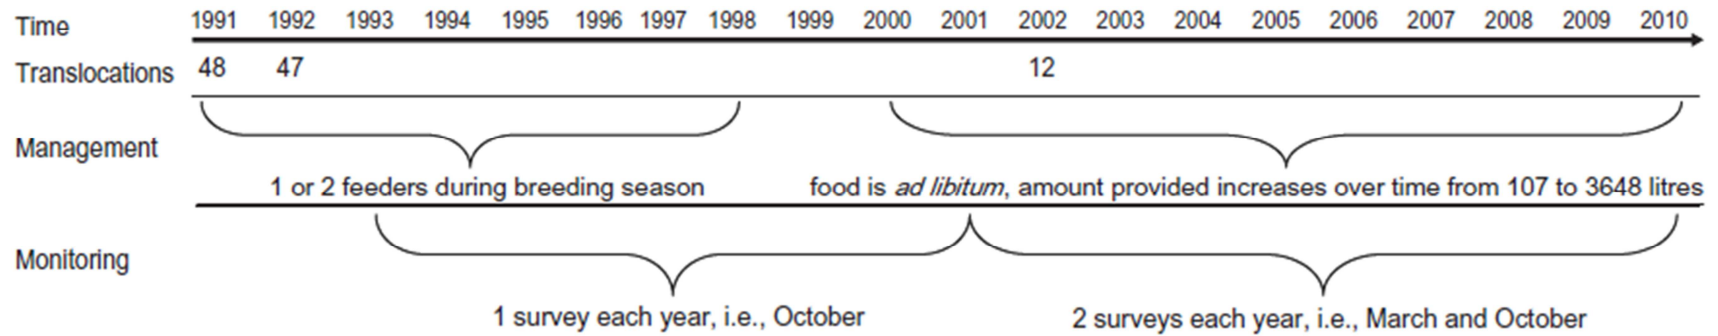 Time 1991 1992 1993 1994 1995 1996 1997 1998 1999 2000 2001 2002 2003 2004 2005 2006 2007 2008 2009 2010
Translocations 48 47 12
Management
1 or 2 feeders during breeding season food is ad libitum, amount provided increases over time from 107 to 3648 litres
Monitoring
1 survey each year, i.e., October 2 surveys each year, i.e., March and October